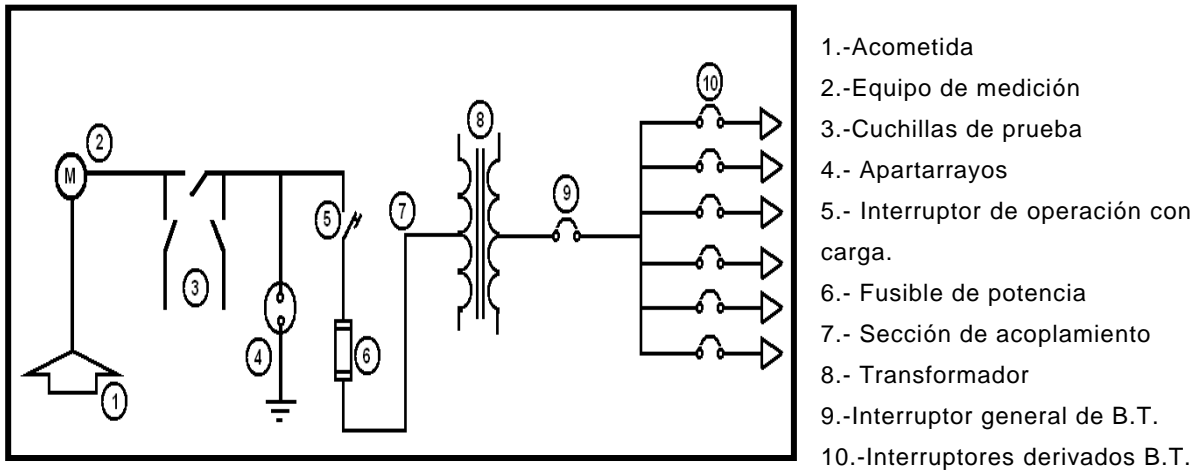 M
1
2
3
4
5
6
7
8
9
10
1.-Acometida
2.-Equipo de medición
3.-Cuchillas de prueba
4.- Apartarrayos
5.- Interruptor de operación con
carga.
6.- Fusible de potencia
7.- Sección de acoplamiento
8.- Transformador
9.-Interruptor general de B.T.
10.-Interruptores derivados B.T.